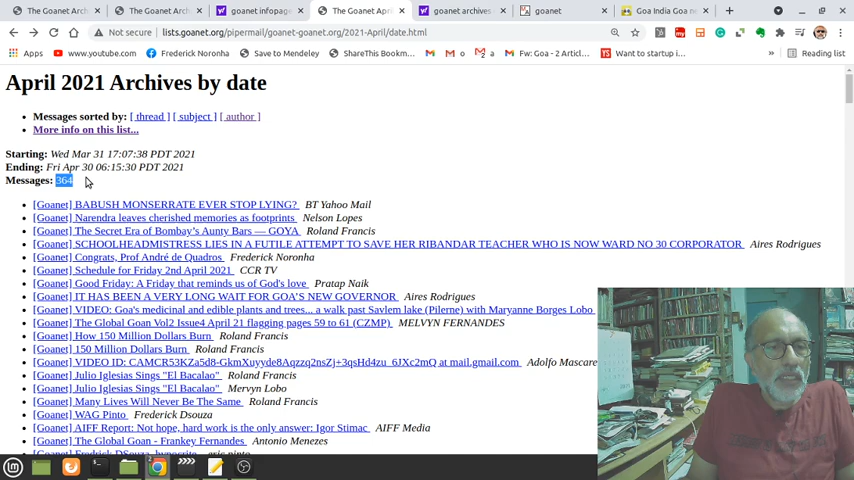 The Goanet Arch
The Goanet Arch
goanet infopage
The Goanet Apri
goanet archives
goanet
Goa India Goa ne
Not secure | lists.goanet.org/pipermail/goanet-goanet.org/2021-April/date.html
Apps
www.youtube.com
Frederick Noronha
Save to Mendeley
ShareThis Bookm...
M
M o
2 a
Fw: Goa - 2 Articl...
Want to startup i...
»
Reading list
April 2021 Archives by date
• Messages sorted by: [ thread ] [ subject ] [ author ]
• More info on this list...
Starting: Wed Mar 31 17:07:38 PDT 2021
Ending: Fri Apr 30 06:15:30 PDT 2021
Messages: 364
• [Goanet] BABUSH MONSERRATE EVER STOP LYING? BT Yahoo Mail
• [Goanet] Narendra leaves cherished memories as footprints Nelson Lopes
• [Goanet] The Secret Era of Bombay's Aunty Bars — GOYA Roland Francis
• [Goanet] SCHOOLHEADMISTRESS LIES IN A FUTILE ATTEMPT TO SAVE HER RIBANDAR TEACHER WHO IS NOW WARD NO 30 CORPORATOR Aires Rodrigues
• [Goanet] Congrats, Prof André de Quadros Frederick Noronha
• [Goanet] Schedule for Friday 2nd April 2021 CCR TV
• [Goanet] Good Friday: A Friday that reminds us of God's love Pratap Naik
• [Goanet] IT HAS BEEN A VERY LONG WAIT FOR GOA'S NEW GOVERNOR Aires Rodrigues
• [Goanet] VIDEO: Goa's medicinal and edible plants and trees... a walk past Savlem lake (Pilerne) with Maryanne Borges Lobo
• [Goanet] The Global Goan Vol2 Issue4 April 21 flagging pages 59 to 61 (CZMP) MELVYN FERNANDES
• [Goanet] How 150 Million Dollars Burn Roland Francis
• [Goanet] 150 Million Dollars Burn Roland Francis
• [Goanet] VIDEO ID: CAMCR53KZa5d8-GkmXuyyde8Aqzzq2nsZj+3qsHd4zu_6JXc2mQ at mail.gmail.com Adolfo Mascare
• [Goanet] Julio Iglesias Sings "El Bacalao" Roland Francis
• [Goanet] Julio Iglesias Sings "El Bacalao" Mervyn Lobo
• [Goanet] Many Lives Will Never Be The Same Roland Francis
• [Goanet] WAG Pinto Frederick Dsouza
• [Goanet] AIFF Report: Not hope, hard work is the only answer: Igor Stimac AIFF Media
• [Goanet] The Global Goan - Frankey Fernandes Antonio Menezes
• [Goanet] Fredrick DSouza, hypocrite eric pinto